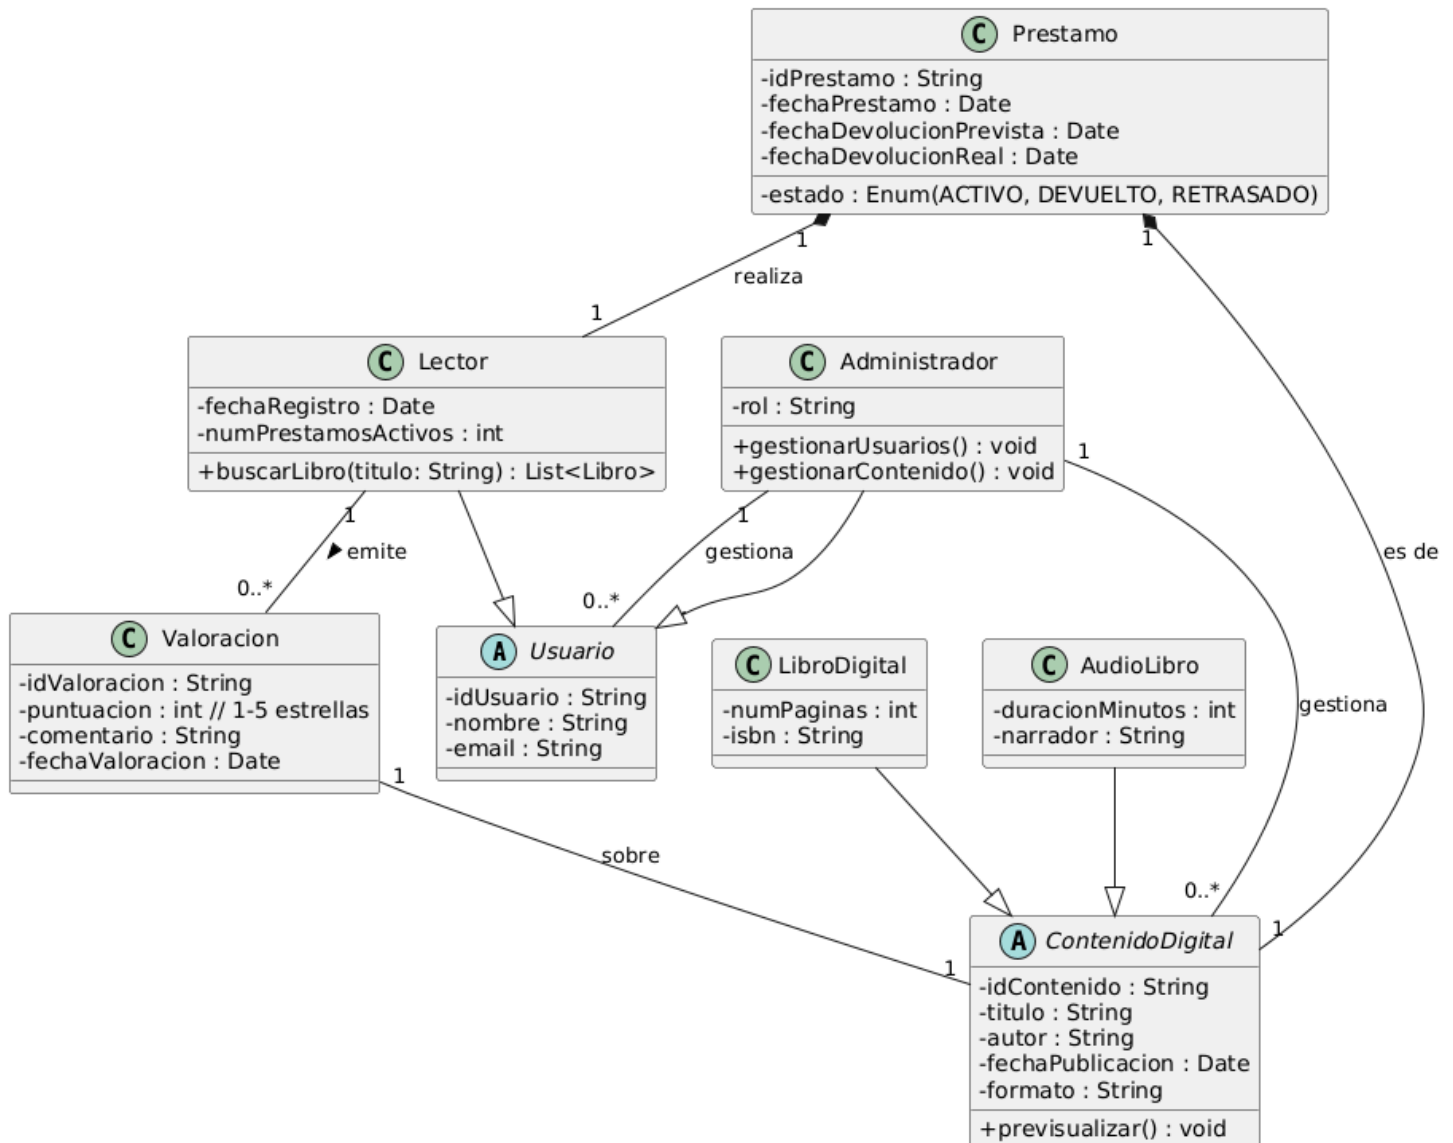 C Prestamo
-idPrestamo : String
-fechaPrestamo : Date
-fechaDevolucionPrevista : Date
-fechaDevolucionReal : Date
-estado : Enum(ACTIVO, DEVUELTO, RETRASADO)
1
1
realiza
1
C Lector
-fechaRegistro : Date
-numPrestamosActivos : int
+buscarLibro(titulo: String) : List<Libro>
C Administrador
-rol : String
+gestionarUsuarios() : void
+gestionarContenido() : void
1
1
emite
0..*
1
gestiona
0..*
es de
C Valoracion
-idValoracion : String
-puntuacion : int // 1-5 estrellas
-comentario : String
-fechaValoracion : Date
A Usuario
-idUsuario : String
-nombre : String
-email : String
C LibroDigital
-numPaginas : int
-isbn : String
C AudioLibro
-duracionMinutos : int
-narrador : String
gestiona
1
sobre
0..*
1
1
A ContenidoDigital
-idContenido : String
-titulo : String
-autor : String
-fechaPublicacion : Date
-formato : String
+previsualizar() : void